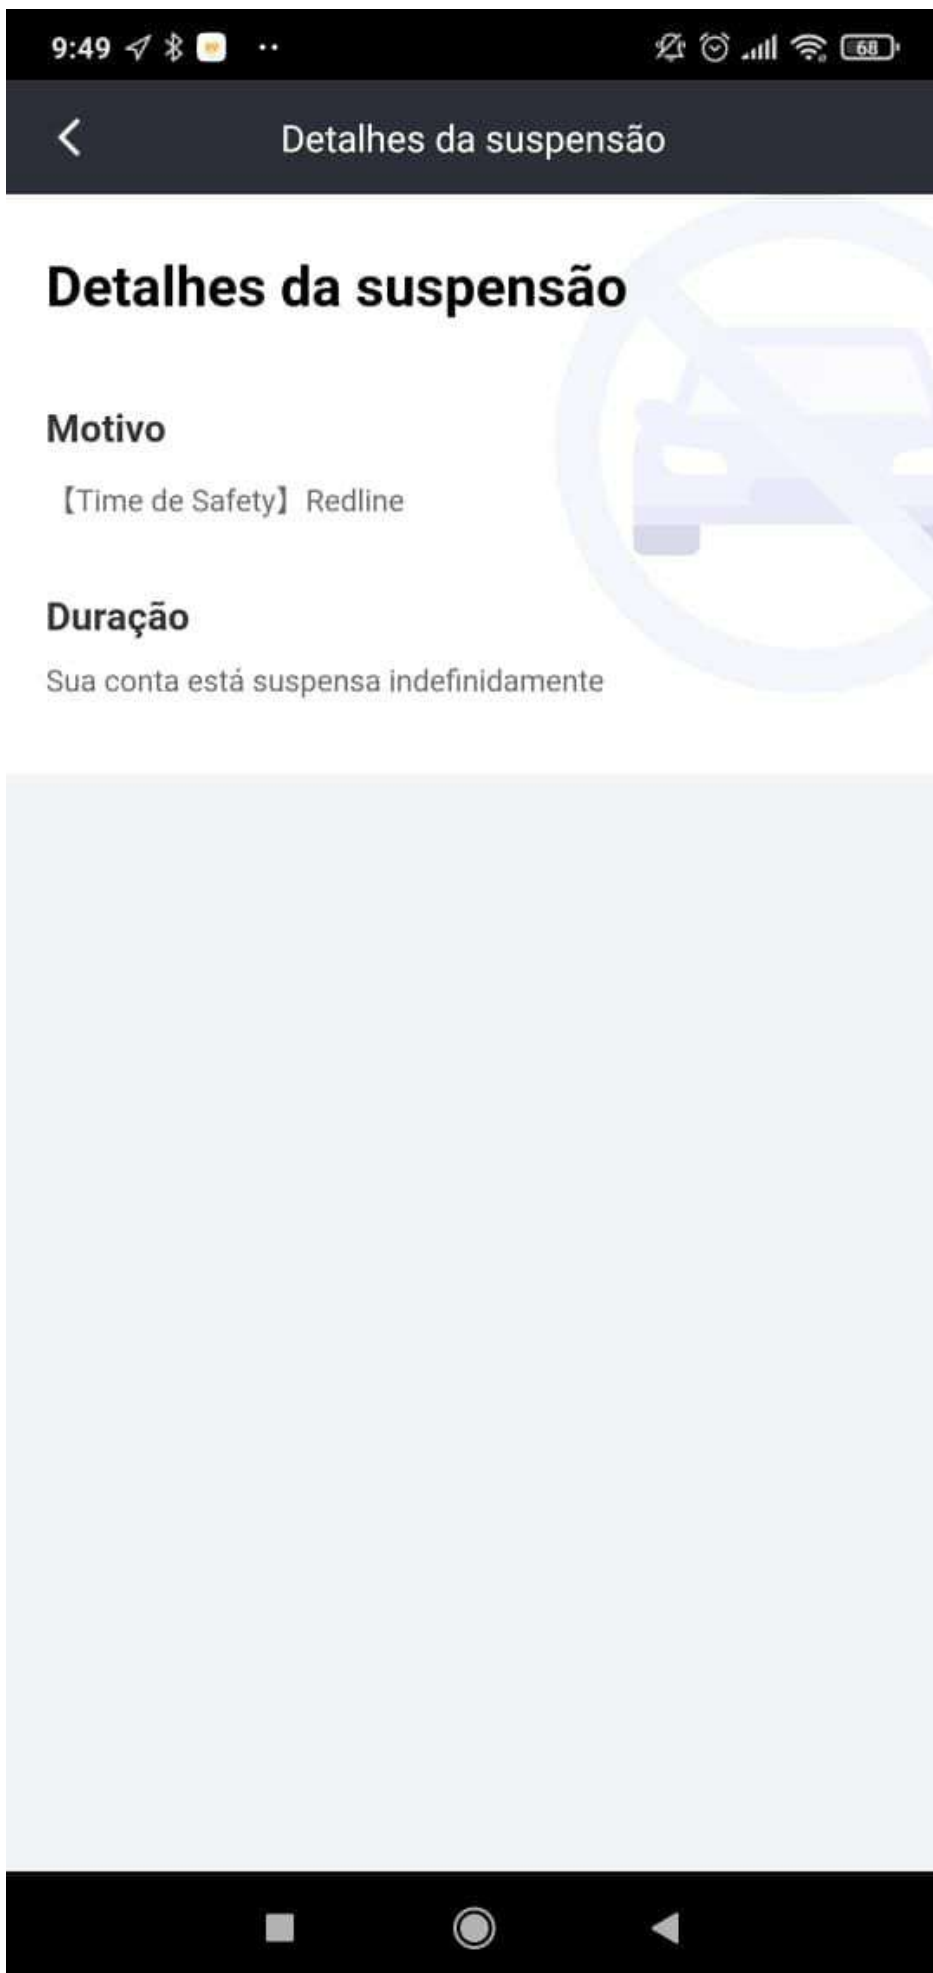 9:49
68
Detalhes da suspensão
Detalhes da suspensão
Motivo
【Time de Safety】Redline
Duração
Sua conta está suspensa indefinidamente